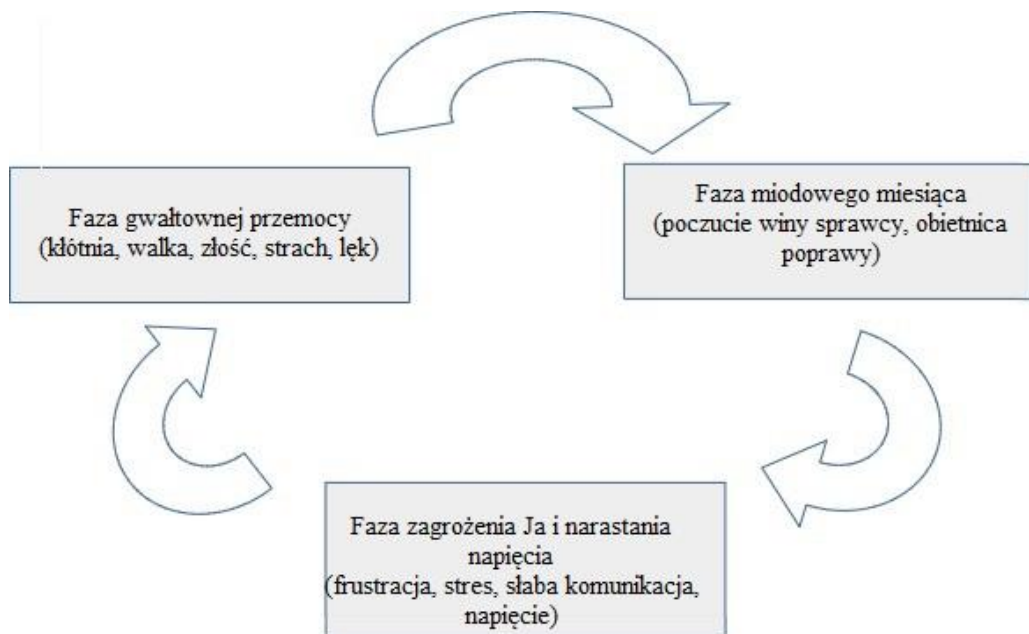 Faza gwałtownej przemocy
(kłótnia, walka, złość, strach, lęk)
Faza miodowego miesiąca
(poczucie winy sprawcy, obietnica
poprawy)
Faza zagrożenia Ja i narastania
napięcia
(frustracja, stres, słaba komunikacja,
napięcie)